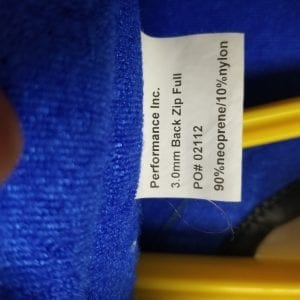 Performance Inc.
3.0mm Back Zip Full
PO# 02112
90%neoprene/10%nylon